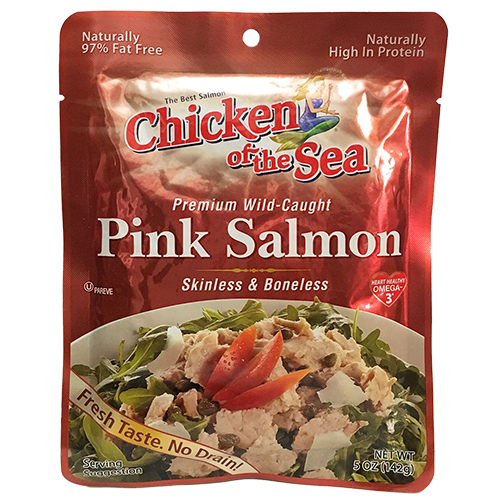 Naturally
97% Fat Free
Naturally
High In Protein
The Best Salmon
Chicken
of the Sea
Premium Wild-Caught
Pink Salmon
Skinless & Boneless
U PAREVE
HEART HEALTHY
OMEGA-
3
Fresh Taste. No Drain!
Serving
Suggestion
NET WT
5 OZ (142g)